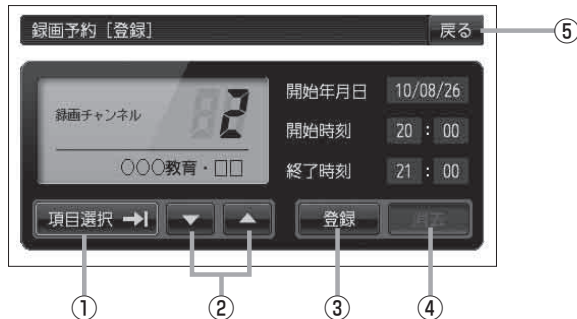 録画予約 [登録]
戻る
⑤
録画チャンネル
2
○○○教育・□□
開始年月日 10/08/26
開始時刻 20 : 00
終了時刻 21 : 00
項目選択
▼ ▲
登録
消去
① ② ③ ④